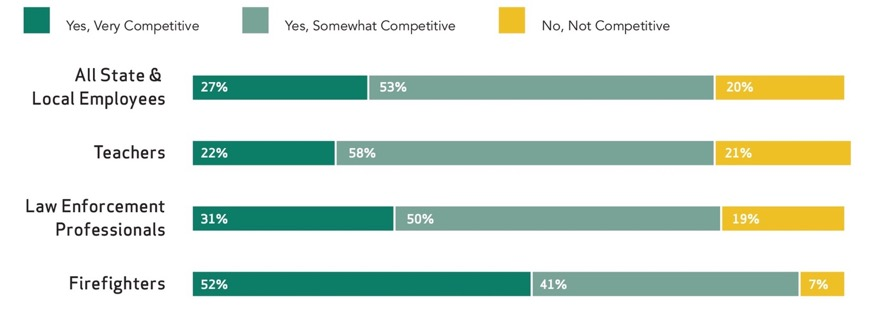 Yes, Very Competitive Yes, Somewhat Competitive No, Not Competitive
All State &
Local Employees
27% 53% 20%
Teachers 22% 58% 21%
Law Enforcement
Professionals
31% 50% 19%
Firefighters 52% 41% 7%